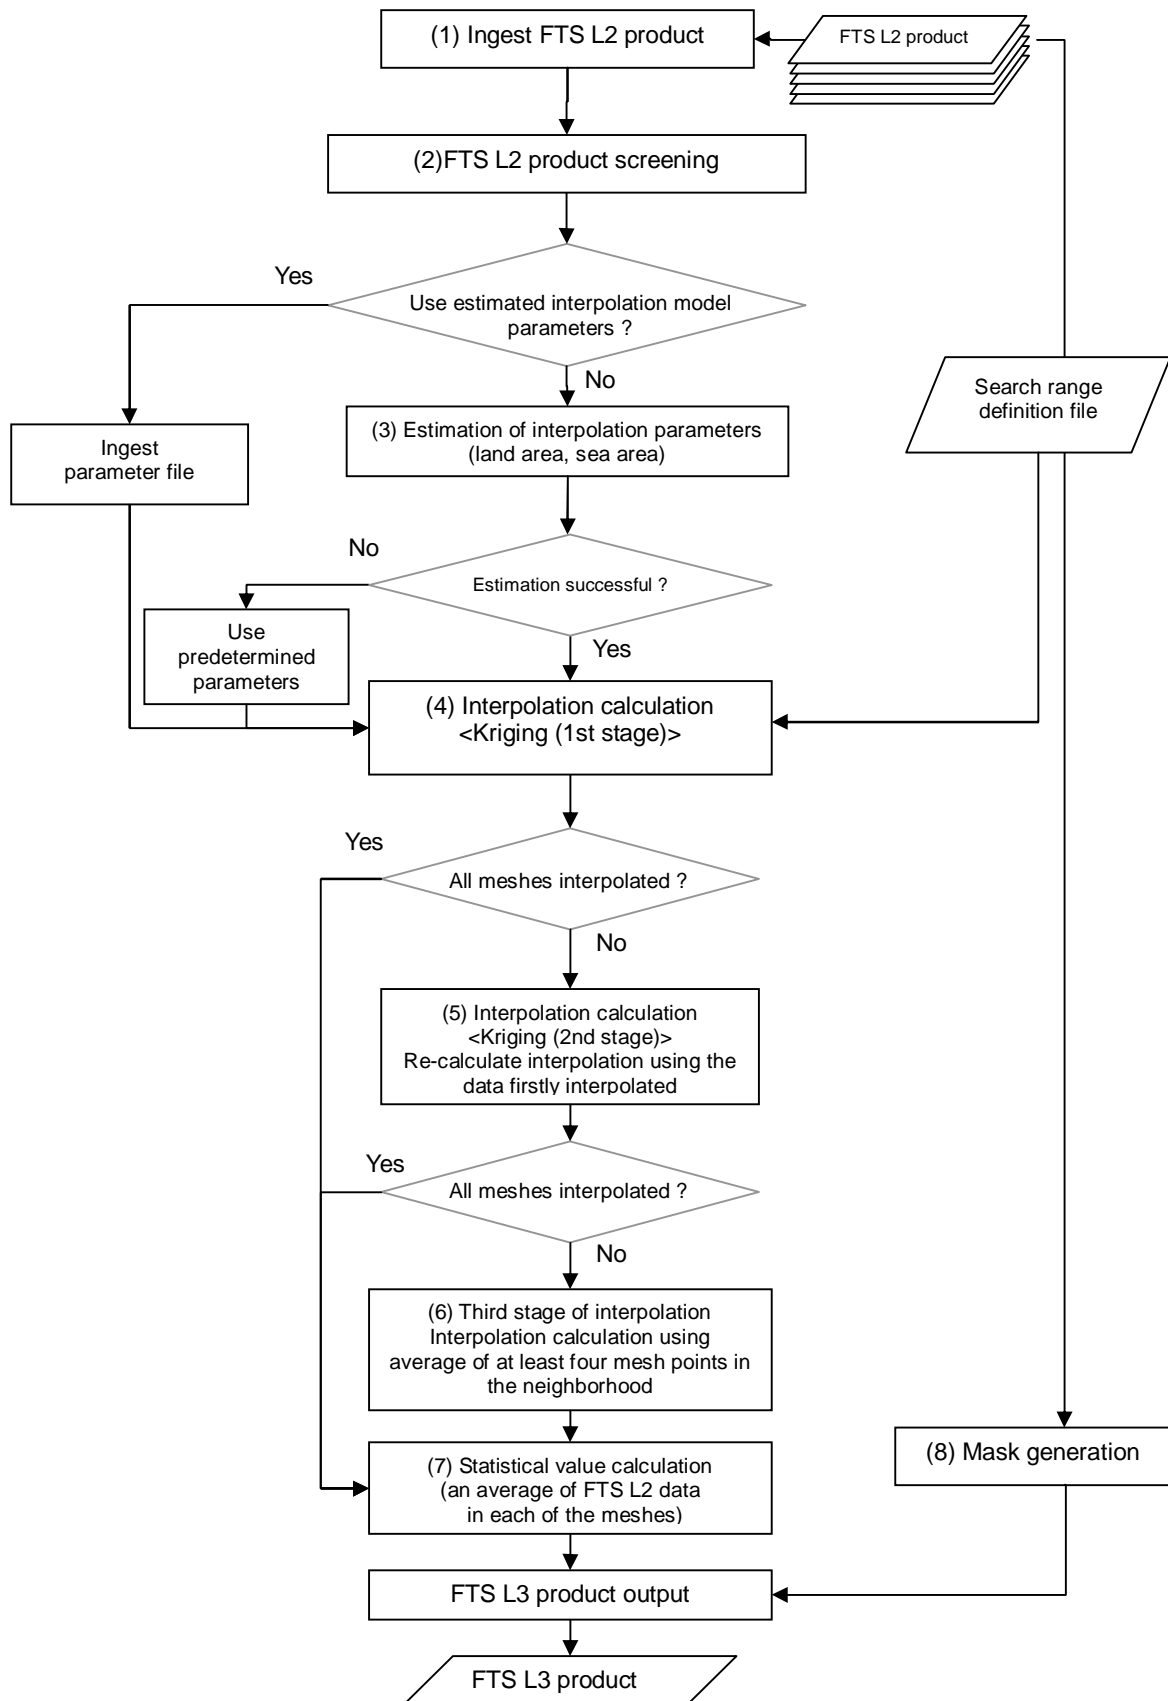 (1) Ingest FTS L2 product
FTS L2 product
(2)FTS L2 product screening
Yes
Use estimated interpolation model
parameters ?
No
Search range
definition file
(3) Estimation of interpolation parameters
(land area, sea area)
Ingest
parameter file
No
Estimation successful ?
Yes
Use
predetermined
parameters
(4) Interpolation calculation
<Kriging (1st stage)>
Yes
All meshes interpolated ?
No
(5) Interpolation calculation
<Kriging (2nd stage)>
Re-calculate interpolation using the
data firstly interpolated
Yes
All meshes interpolated ?
No
(6) Third stage of interpolation
Interpolation calculation using
average of at least four mesh points in
the neighborhood
(7) Statistical value calculation
(an average of FTS L2 data
in each of the meshes)
(8) Mask generation
FTS L3 product output
FTS L3 product